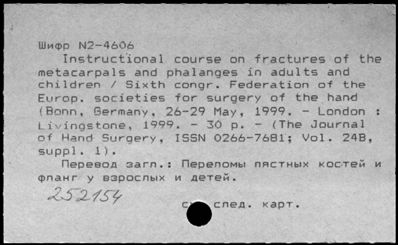 Шифр N2-4606
Instructional course on fractures of the
metacarpals and phalanges in adults and
children / Sixth congr. Federation of the
Europ. societies for surgery of the hand
(Bonn, Germany, 26-29 May, 1999. - London :
Livingstone, 1999. - 30 p. - (The Journal
of Hand Surgery, ISSN 0266-7681; Vol. 24B,
suppl. 1).
Перевод загл.: Переломы пястных костей и
фланг у взрослых и детей.
252154
след. карт.